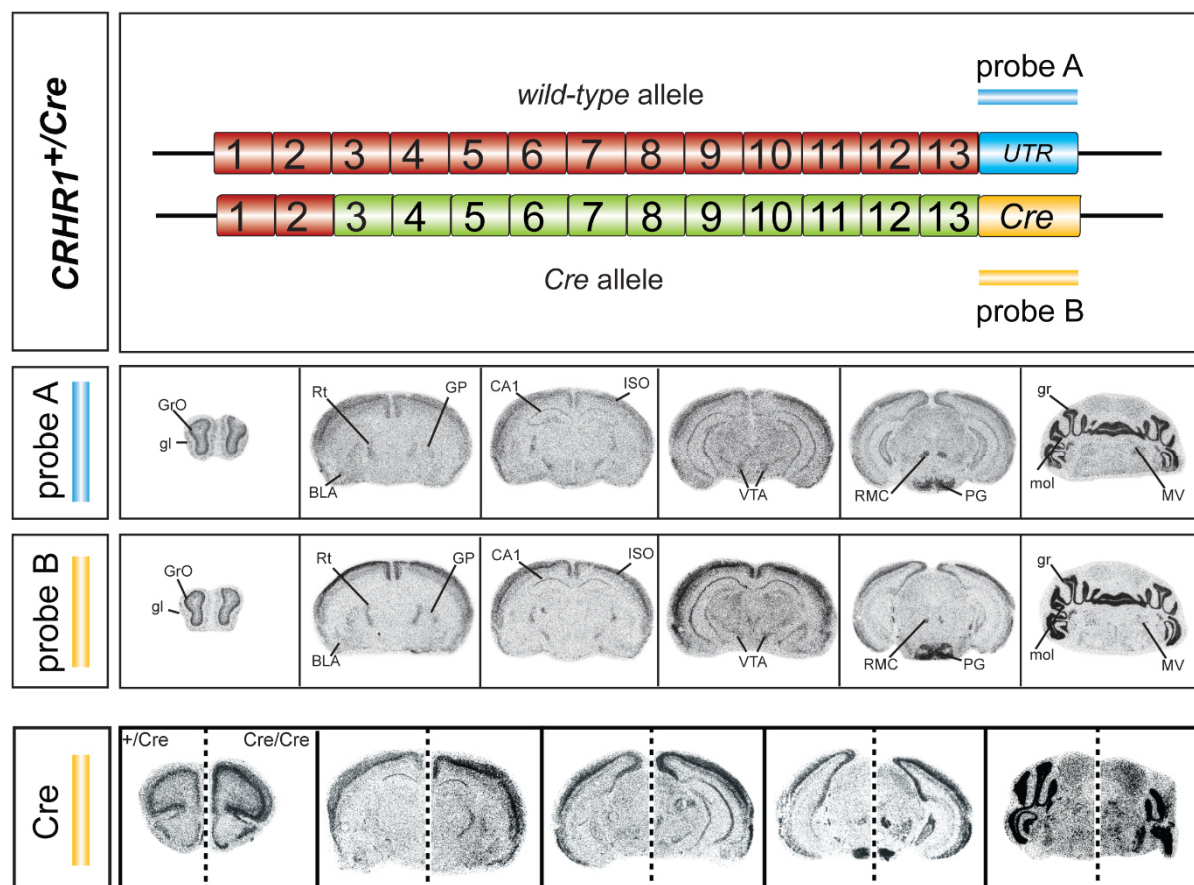 CRHR1+/Cre
probe A
wild-type allele
1 2 3 4 5 6 7 8 9 10 11 12 13 UTR
1 2 3 4 5 6 7 8 9 10 11 12 13 Cre
Cre allele
probe B
probe A
GrO
gl
Rt
GP
BLA
CA1
ISO
VTA
RMC
PG
gr
mol
MV
probe B
GrO
gl
Rt
GP
BLA
CA1
ISO
VTA
RMC
PG
gr
mol
MV
Cre
+/Cre
Cre/Cre